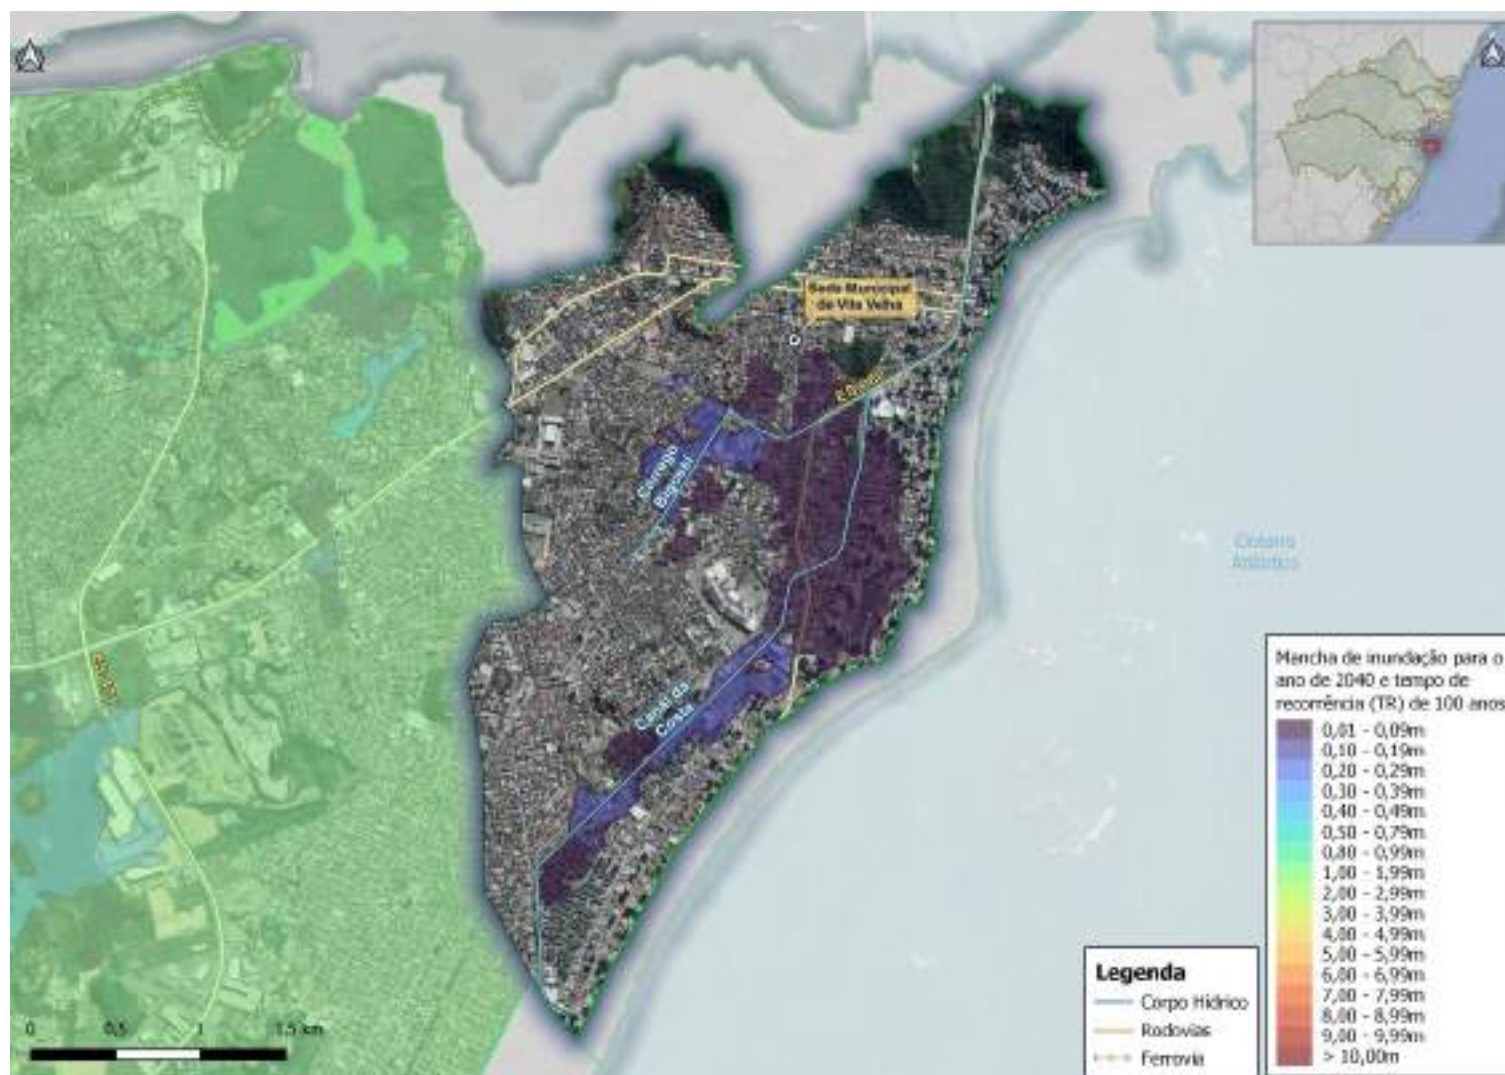 Sede Municipal
de Vila Velha
Córrego
Bigossi
Canal da
Costa
Oceano
Atlântico
0 0,5 1 1,5 km
Legenda
Corpo Hídrico
Rodovias
Ferrovia
Mancha de inundação para o
ano de 2040 e tempo de
recorrência (TR) de 100 anos
0,01 - 0,09m
0,10 - 0,19m
0,20 - 0,29m
0,30 - 0,39m
0,40 - 0,49m
0,50 - 0,79m
0,80 - 0,99m
1,00 - 1,99m
2,00 - 2,99m
3,00 - 3,99m
4,00 - 4,99m
5,00 - 5,99m
6,00 - 6,99m
7,00 - 7,99m
8,00 - 8,99m
9,00 - 9,99m
> 10,00m